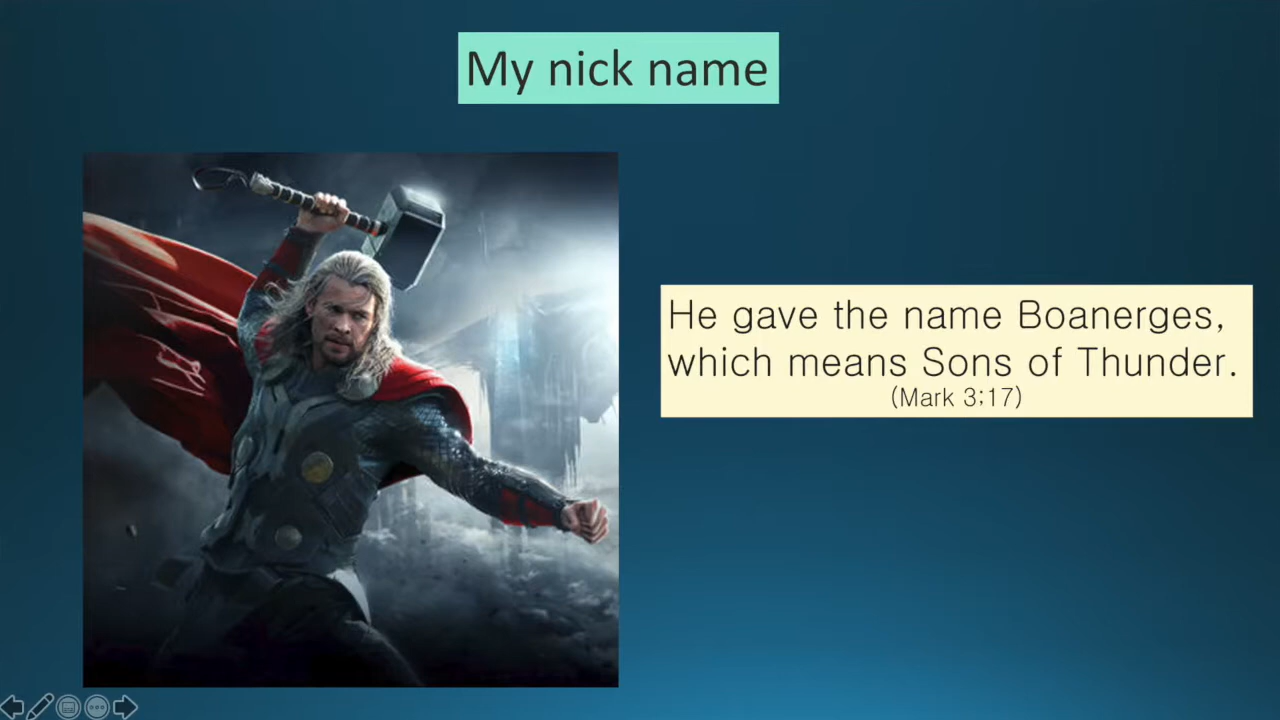 My nick name
He gave the name Boanerges,
which means Sons of Thunder.
(Mark 3:17)